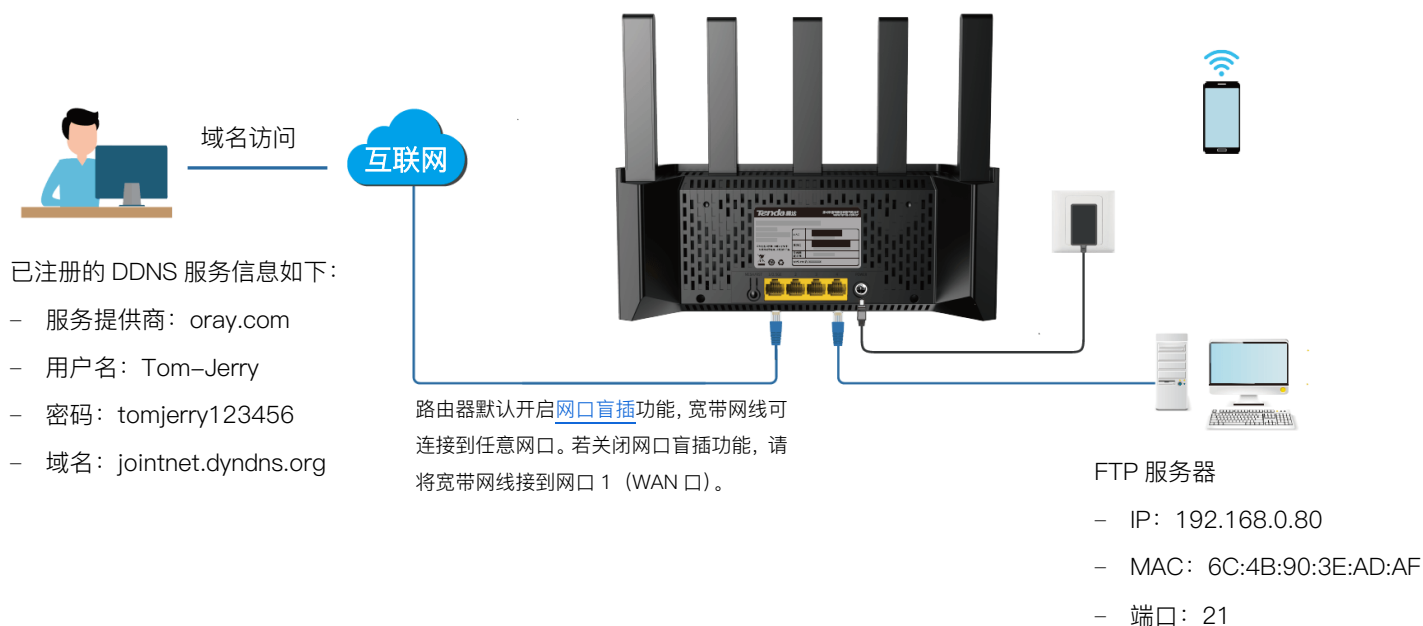 域名访问
互联网
Tenda 腾达
已注册的 DDNS 服务信息如下：
– 服务提供商：oray.com
– 用户名：Tom–Jerry
– 密码：tomjerry123456
– 域名：jointnet.dyndns.org
路由器默认开启网口盲插功能，宽带网线可
连接到任意网口。若关闭网口盲插功能，请
将宽带网线接到网口 1（WAN 口）。
FTP 服务器
– IP：192.168.0.80
– MAC：6C:4B:90:3E:AD:AF
– 端口：21